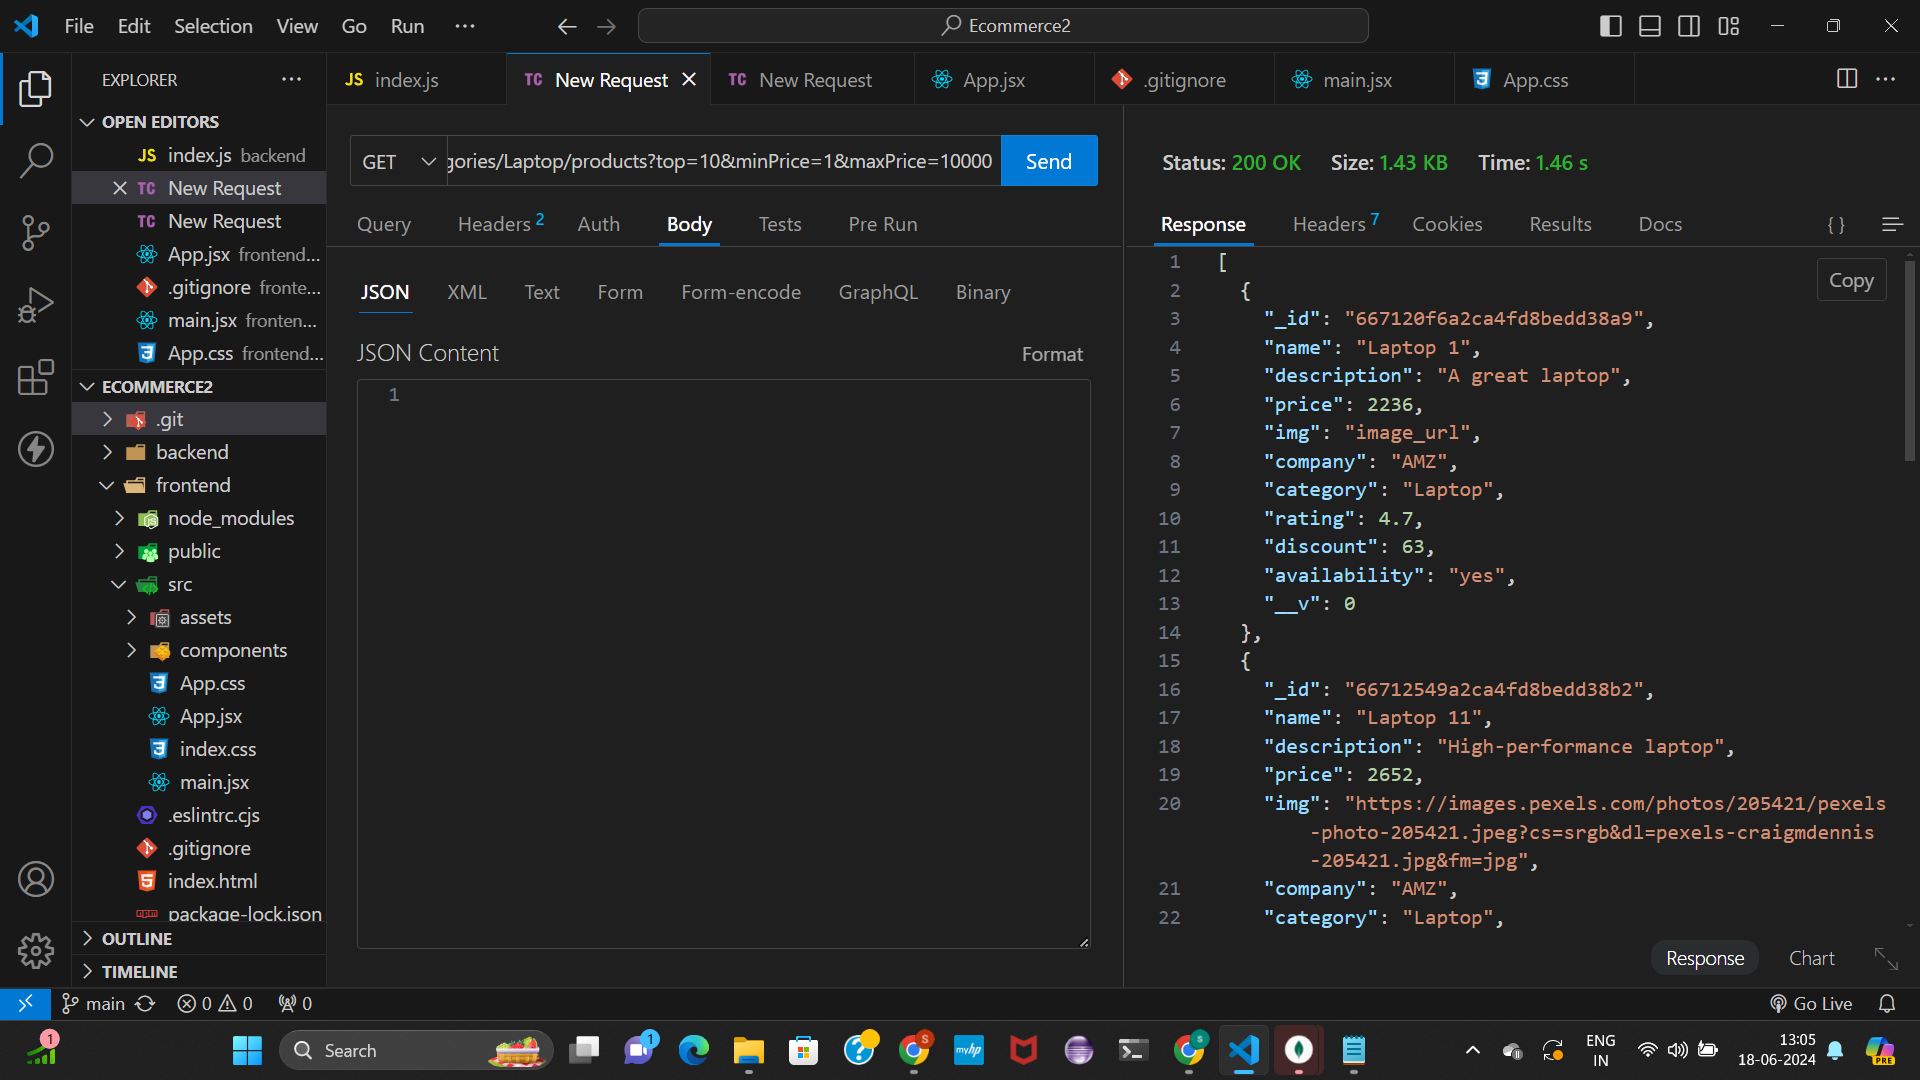 File Edit Selection View Go Run ···
Ecommerce2
EXPLORER ···
OPEN EDITORS
JS index.js backend
TC New Request
TC New Request
App.jsx frontend...
.gitignore fronte...
main.jsx fronten...
App.css frontend...
ECOMMERCE2
.git
backend
frontend
node_modules
public
src
assets
components
App.css
App.jsx
index.css
main.jsx
.eslintrc.cjs
.gitignore
index.html
package-lock.json
OUTLINE
TIMELINE
JS index.js
TC New Request
TC New Request
App.jsx
.gitignore
main.jsx
App.css
GET
gories/Laptop/products?top=10&minPrice=1&maxPrice=10000
Send
Query Headers 2 Auth Body Tests Pre Run
JSON XML Text Form Form-encode GraphQL Binary
JSON Content
Format
1
Status: 200 OK Size: 1.43 KB Time: 1.46 s
Response Headers 7 Cookies Results Docs { }
Copy
1 [
2 {
3 "_id": "667120f6a2ca4fd8bedd38a9",
4 "name": "Laptop 1",
5 "description": "A great laptop",
6 "price": 2236,
7 "img": "image_url",
8 "company": "AMZ",
9 "category": "Laptop",
10 "rating": 4.7,
11 "discount": 63,
12 "availability": "yes",
13 "__v": 0
14 },
15 {
16 "_id": "66712549a2ca4fd8bedd38b2",
17 "name": "Laptop 11",
18 "description": "High-performance laptop",
19 "price": 2652,
20 "img": "https://images.pexels.com/photos/205421/pexels
-photo-205421.jpeg?cs=srgb&dl=pexels-craigmdennis
-205421.jpg&fm=jpg",
21 "company": "AMZ",
22 "category": "Laptop",
Response Chart
main 0 0 0
Go Live
1
Search
1
S
myhp
S
ENG
IN
13:05
18-06-2024
PRE